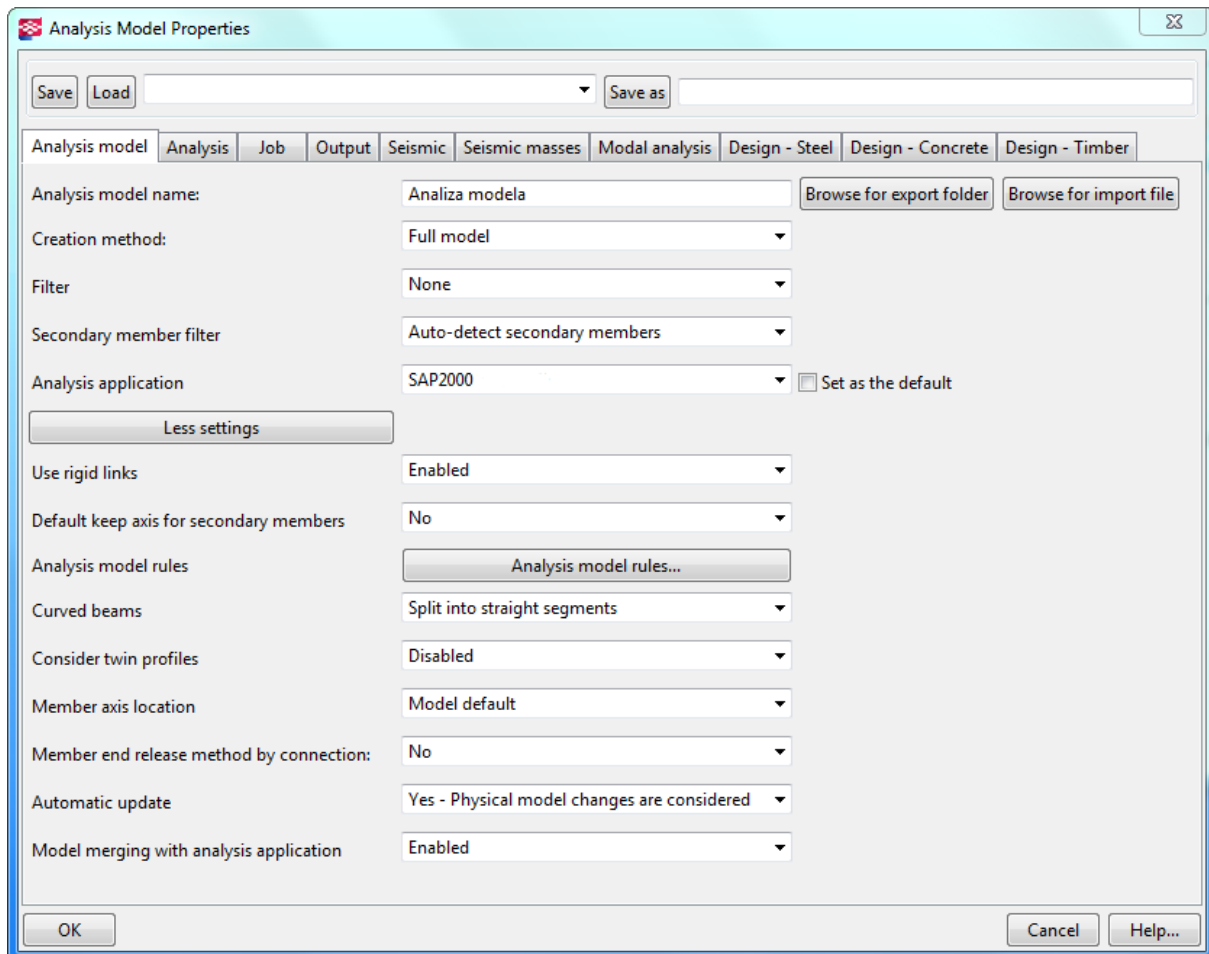 Analysis Model Properties
Save Load Save as
Analysis model Analysis Job Output Seismic Seismic masses Modal analysis Design - Steel Design - Concrete Design - Timber
Analysis model name: Analiza modela Browse for export folder Browse for import file
Creation method: Full model
Filter None
Secondary member filter Auto-detect secondary members
Analysis application SAP2000 Set as the default
Less settings
Use rigid links Enabled
Default keep axis for secondary members No
Analysis model rules Analysis model rules...
Curved beams Split into straight segments
Consider twin profiles Disabled
Member axis location Model default
Member end release method by connection: No
Automatic update Yes - Physical model changes are considered
Model merging with analysis application Enabled
OK Cancel Help...